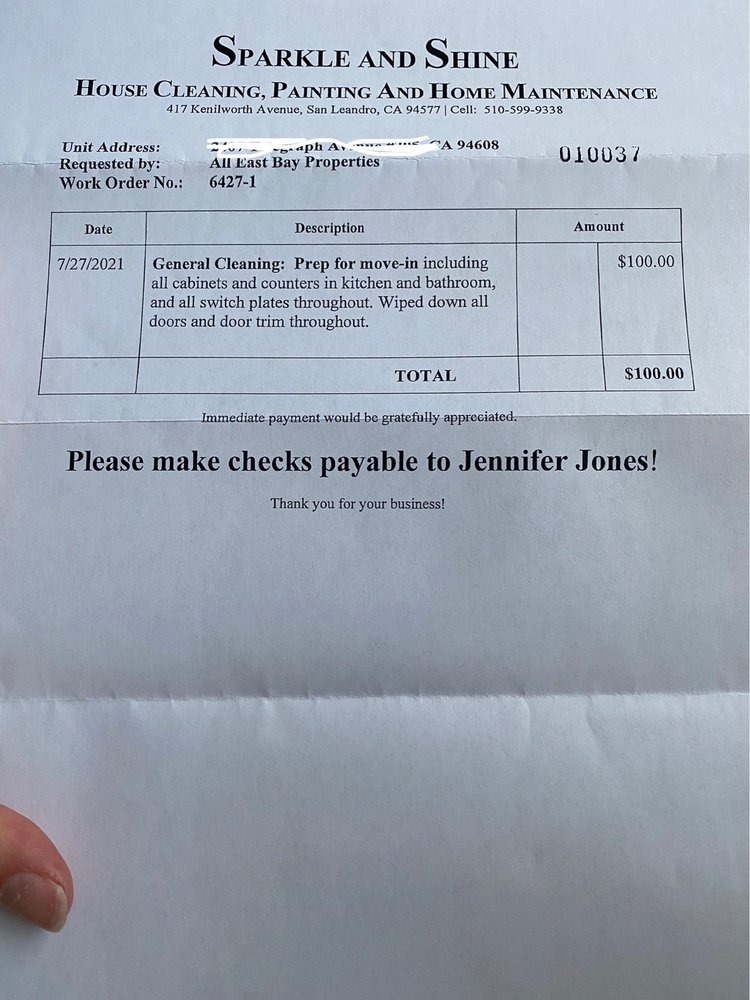 SPARKLE AND SHINE
HOUSE CLEANING, PAINTING AND HOME MAINTENANCE
417 Kenilworth Avenue, San Leandro, CA 94577 | Cell: 510-599-9338
Unit Address: CA 94608
Requested by: All East Bay Properties
010037
Work Order No.: 6427-1
Date Description Amount
7/27/2021 General Cleaning: Prep for move-in including $100.00
all cabinets and counters in kitchen and bathroom,
and all switch plates throughout. Wiped down all
doors and door trim throughout.
TOTAL $100.00
Immediate payment would be gratefully appreciated.
Please make checks payable to Jennifer Jones!
Thank you for your business!